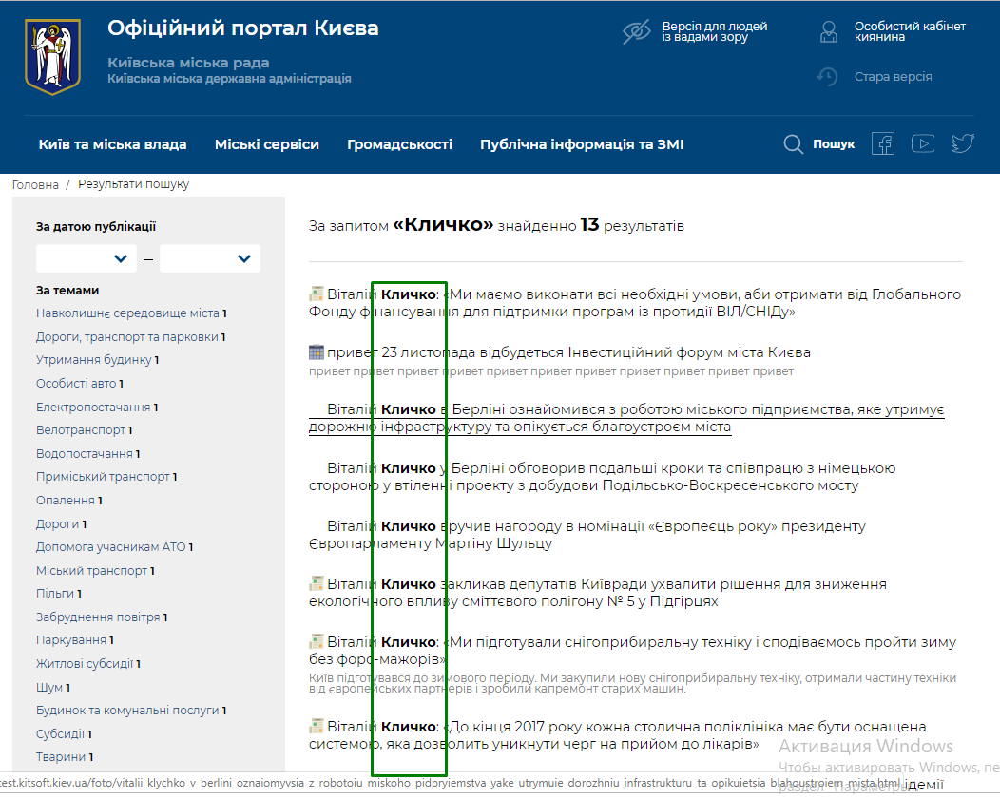 Офіційний портал Києва
Київська міська рада
Київська міська державна адміністрація
Версія для людей
із вадами зору
Особистий кабінет
киянина
Стара версія
Київ та міська влада Міські сервіси Громадськості Публічна інформація та ЗМІ Пошук
Головна / Результати пошуку
За датою публікації
—
За темами
Навколишнє середовище міста 1
Дороги, транспорт та парковки 1
Утримання будинку 1
Особисті авто 1
Електропостачання 1
Велотранспорт 1
Водопостачання 1
Приміський транспорт 1
Опалення 1
Дороги 1
Допомога учасникам АТО 1
Міський транспорт 1
Пільги 1
Забруднення повітря 1
Паркування 1
Житлові субсидії 1
Шум 1
Будинок та комунальні послуги 1
Субсидії 1
Тварини 1
За запитом «Кличко» знайденно 13 результатів
Віталій Кличко: «Ми маємо виконати всі необхідні умови, аби отримати від Глобального
Фонду фінансування для підтримки програм із протидії ВІЛ/СНІДу»
привет 23 листопада відбудеться Інвестиційний форум міста Києва
привет привет привет привет привет привет привет привет привет привет привет
Віталій Кличко в Берліні ознайомився з роботою міського підприємства, яке утримує
дорожню інфраструктуру та опікується благоустроєм міста
Віталій Кличко у Берліні обговорив подальші кроки та співпрацю з німецькою
стороною у втіленні проекту з добудови Подільсько-Воскресенського мосту
Віталій Кличко вручив нагороду в номінації «Європеєць року» президенту
Європарламенту Мартіну Шульцу
Віталій Кличко закликав депутатів Київради ухвалити рішення для зниження
екологічного впливу сміттєвого полігону № 5 у Підгірцях
Віталій Кличко: «Ми підготували снігоприбиральну техніку і сподіваємось пройти зиму
без форс-мажорів»
Київ підготувався до зимового періоду. Ми закупили нову снігоприбиральну техніку, отримали частину техніки
від європейських партнерів і зробили капремонт старих машин.
Віталій Кличко: «До кінця 2017 року кожна столична поліклініка має бути оснащена
системою, яка дозволить уникнути черг на прийом до лікарів»
Активация Windows
Чтобы активировать Windows, пе
раздел "Параметры
test.kitsoft.kiev.ua/foto/vitalii_klychko_v_berlini_oznaiomyvsia_z_robotoiu_miskoho_pidpryiemstva_yake_utrymuie_dorozhniu_infrastrukturu_ta_opikuietsia_blahoustroiem_mista.html